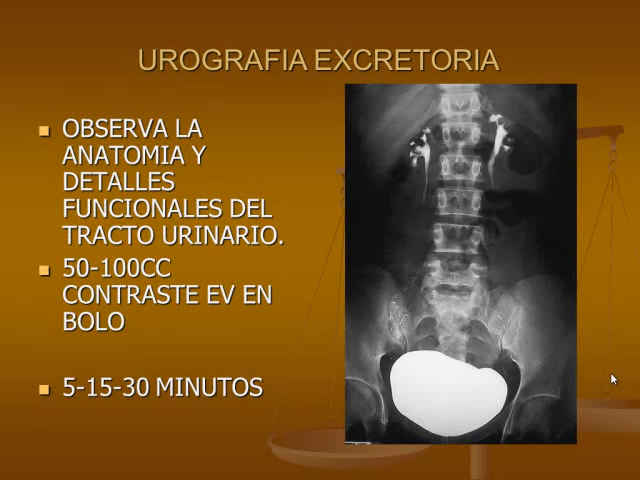 UROGRAFIA EXCRETORIA
OBSERVA LA
ANATOMIA Y
DETALLES
FUNCIONALES DEL
TRACTO URINARIO.
50-100CC
CONTRASTE EV EN
BOLO
5-15-30 MINUTOS